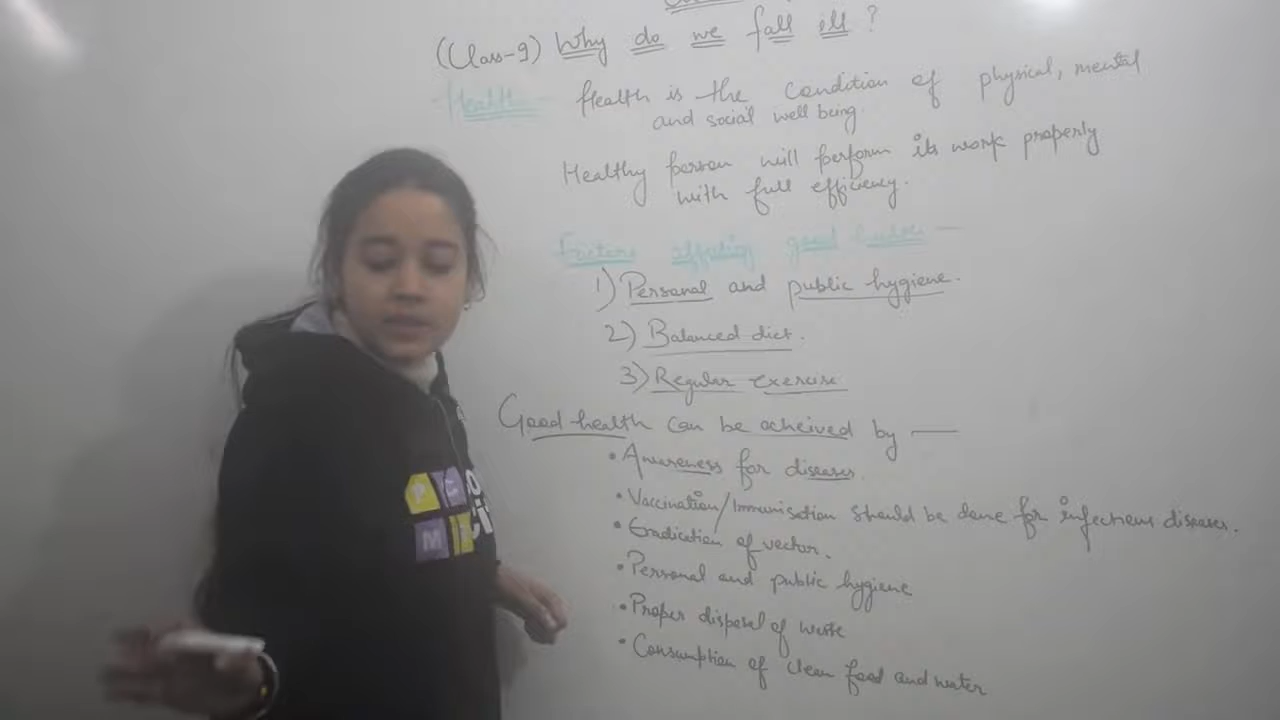 (Class-9) Why do we fall ill ?
Health - Health is the condition of physical, mental
and social well being.
Healthy person will perform its work properly
with full efficiency.
Factors affecting good health —
1) Personal and public hygiene.
2) Balanced diet.
3) Regular exercise
Good health can be acheived by —
• Awareness for diseases.
• Vaccination/Immunisation should be done for infectious diseases.
• Eradication of vector.
• Personal and public hygiene
• Proper disposal of waste
• Consumption of clean food and water
P C
M